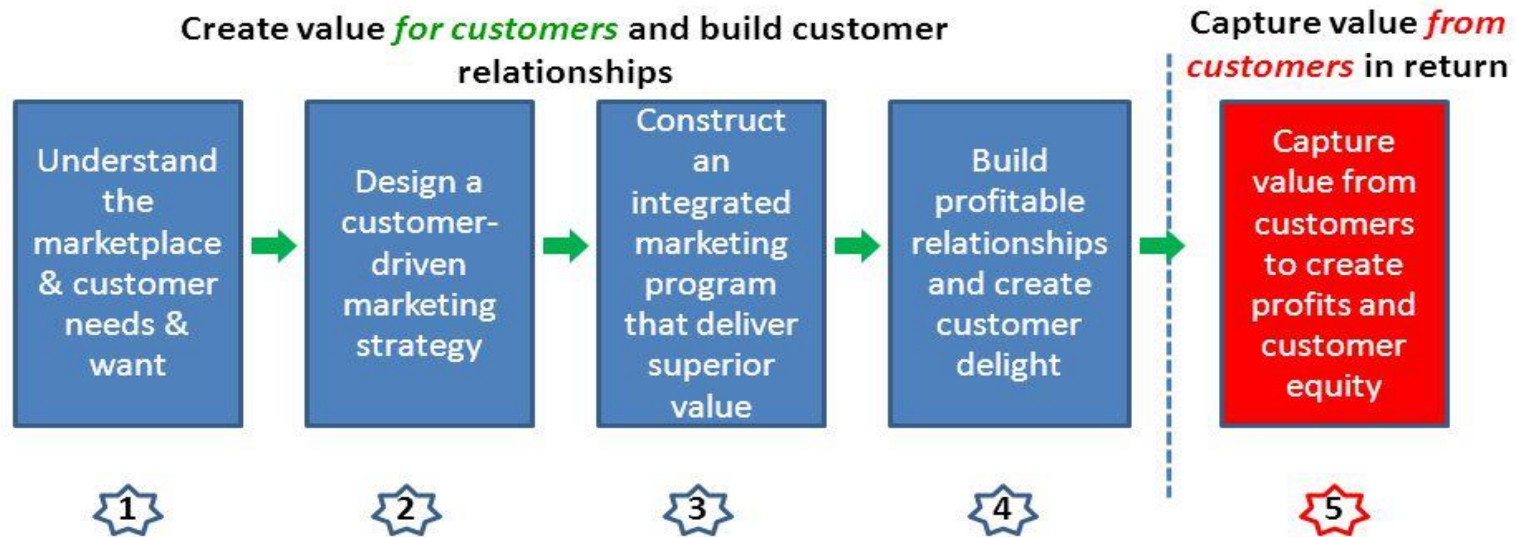 Create value for customers and build customer
relationships
Capture value from
customers in return
Understand
the
marketplace
& customer
needs &
want
Design a
customer-
driven
marketing
strategy
Construct
an
integrated
marketing
program
that deliver
superior
value
Build
profitable
relationships
and create
customer
delight
Capture
value from
customers
to create
profits and
customer
equity
1
2
3
4
5